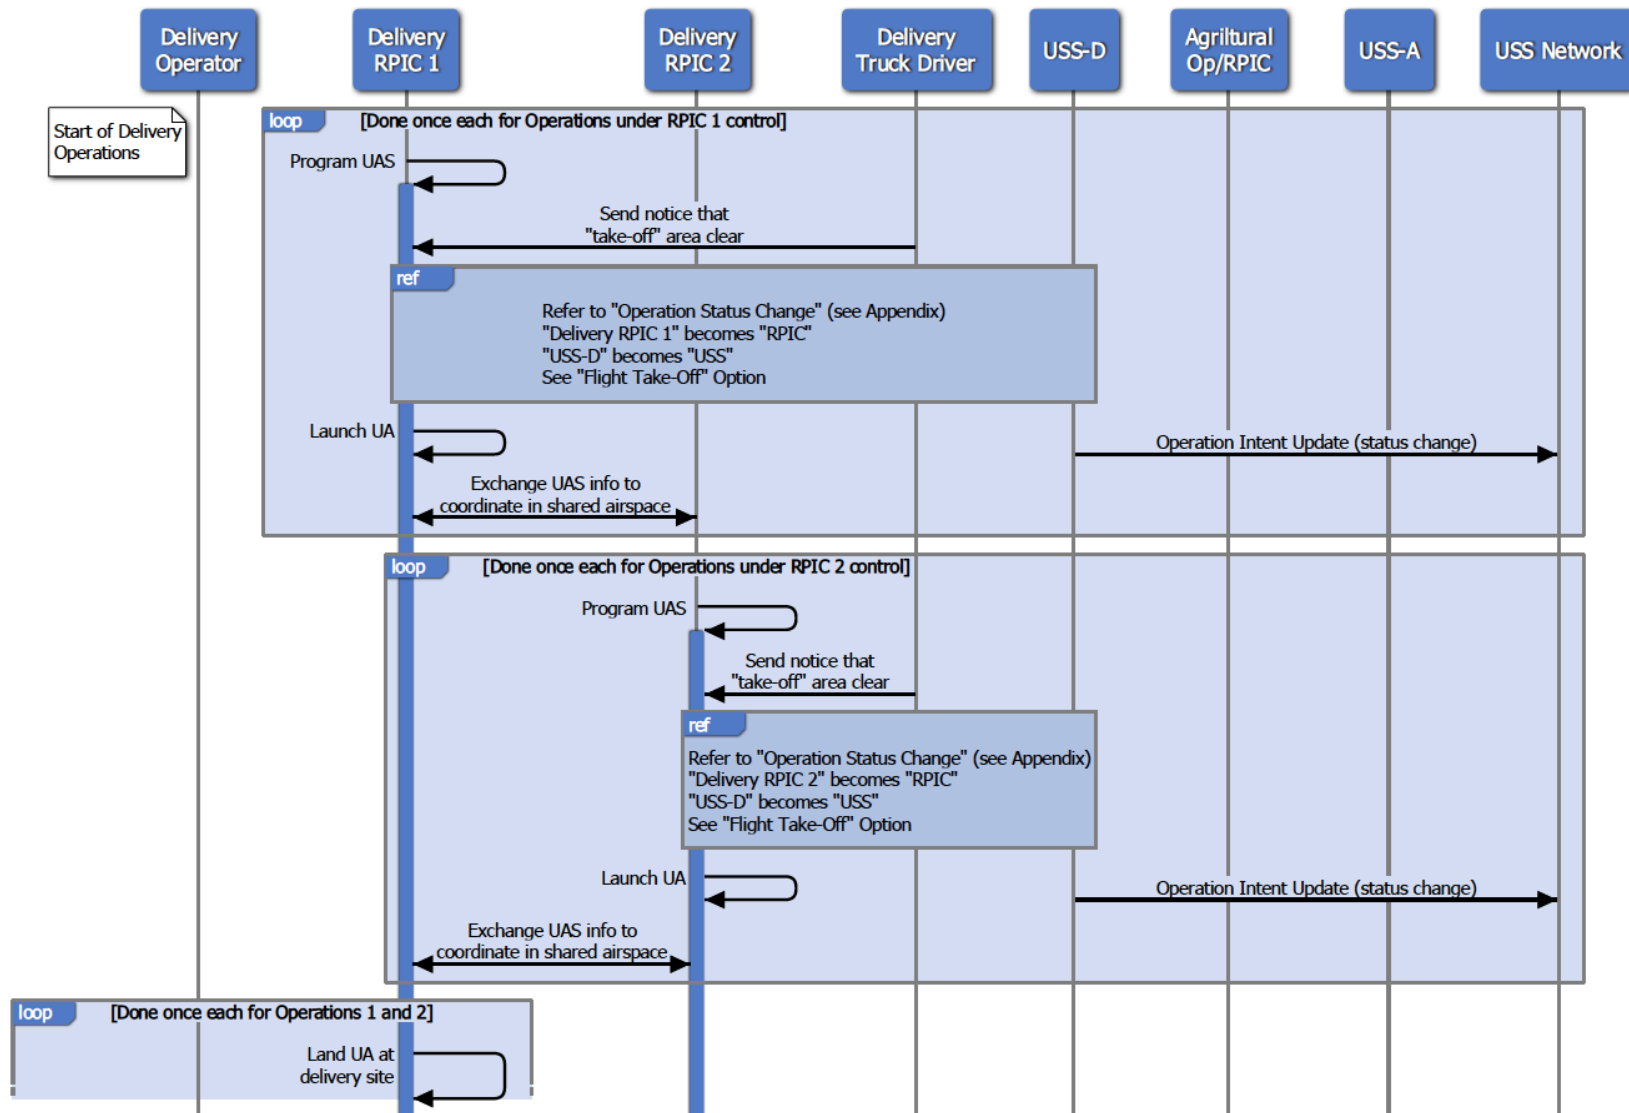 Delivery
Operator
Delivery
RPIC 1
Delivery
RPIC 2
Delivery
Truck Driver
USS-D
Agriltural
Op/RPIC
USS-A
USS Network
Start of Delivery
Operations
loop
[Done once each for Operations under RPIC 1 control]
Program UAS
Send notice that
"take-off" area clear
ref
Refer to "Operation Status Change" (see Appendix)
"Delivery RPIC 1" becomes "RPIC"
"USS-D" becomes "USS"
See "Flight Take-Off" Option
Launch UA
Operation Intent Update (status change)
Exchange UAS info to
coordinate in shared airspace
loop
[Done once each for Operations under RPIC 2 control]
Program UAS
Send notice that
"take-off" area clear
ref
Refer to "Operation Status Change" (see Appendix)
"Delivery RPIC 2" becomes "RPIC"
"USS-D" becomes "USS"
See "Flight Take-Off" Option
Launch UA
Operation Intent Update (status change)
Exchange UAS info to
coordinate in shared airspace
loop
[Done once each for Operations 1 and 2]
Land UA at
delivery site